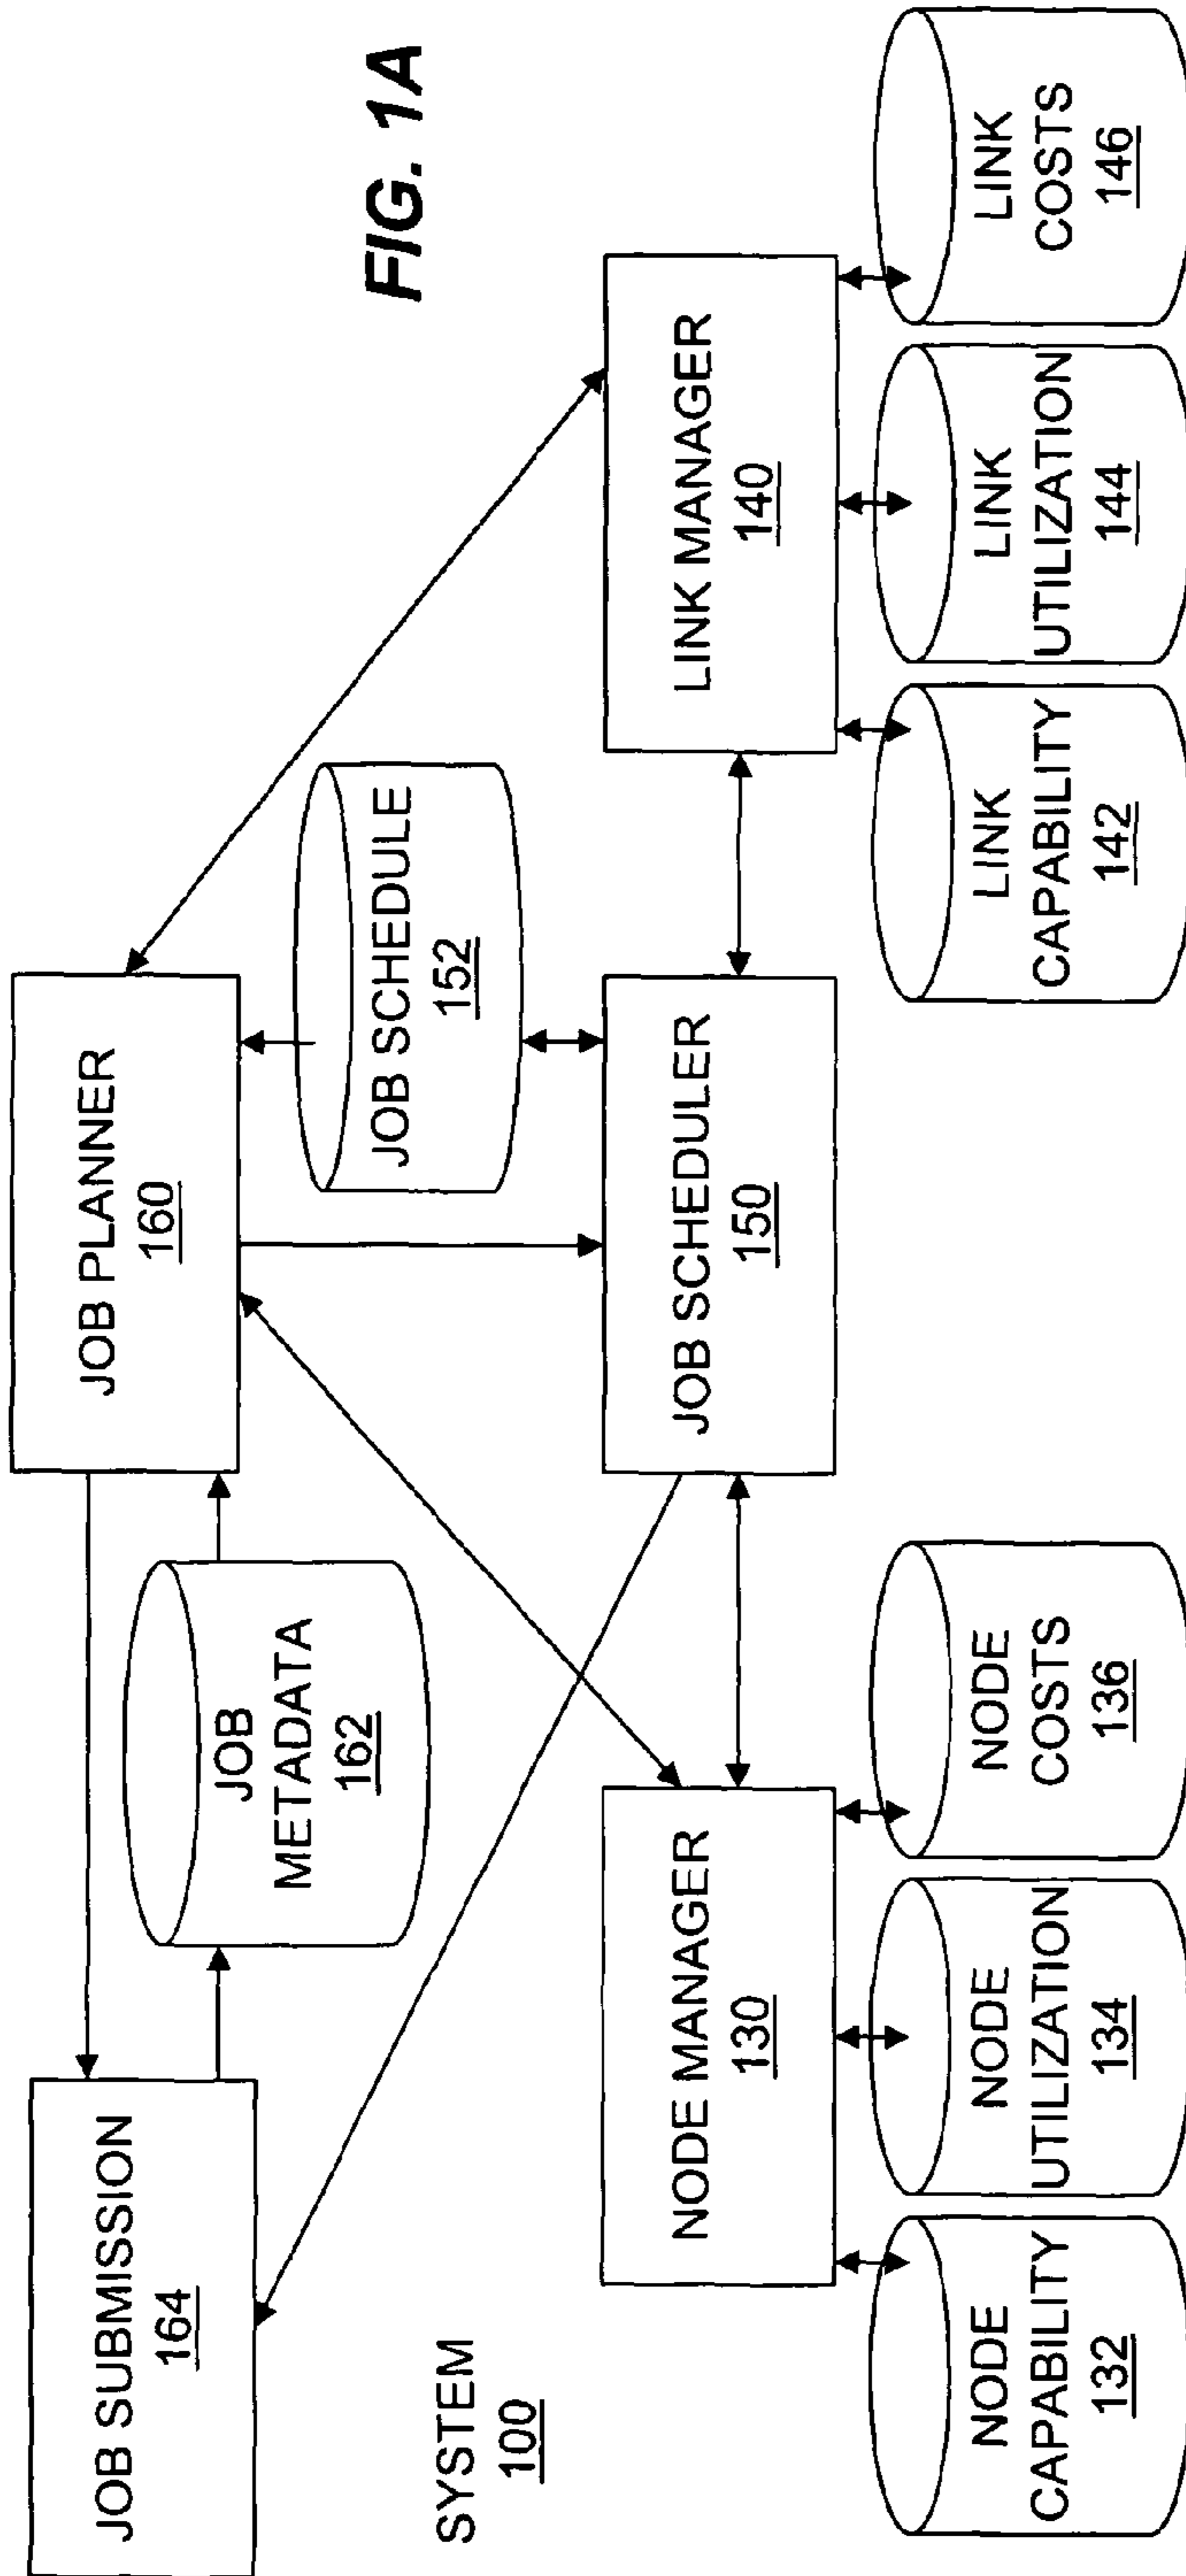 JOB SUBMISSION
164
JOB
METADATA
162
JOB PLANNER
160
FIG. 1A
JOB SCHEDULE
152
SYSTEM
100
NODE MANAGER
130
JOB SCHEDULER
150
LINK MANAGER
140
NODE
CAPABILITY
132
NODE
UTILIZATION
134
NODE
COSTS
136
LINK
CAPABILITY
142
LINK
UTILIZATION
144
LINK
COSTS
146